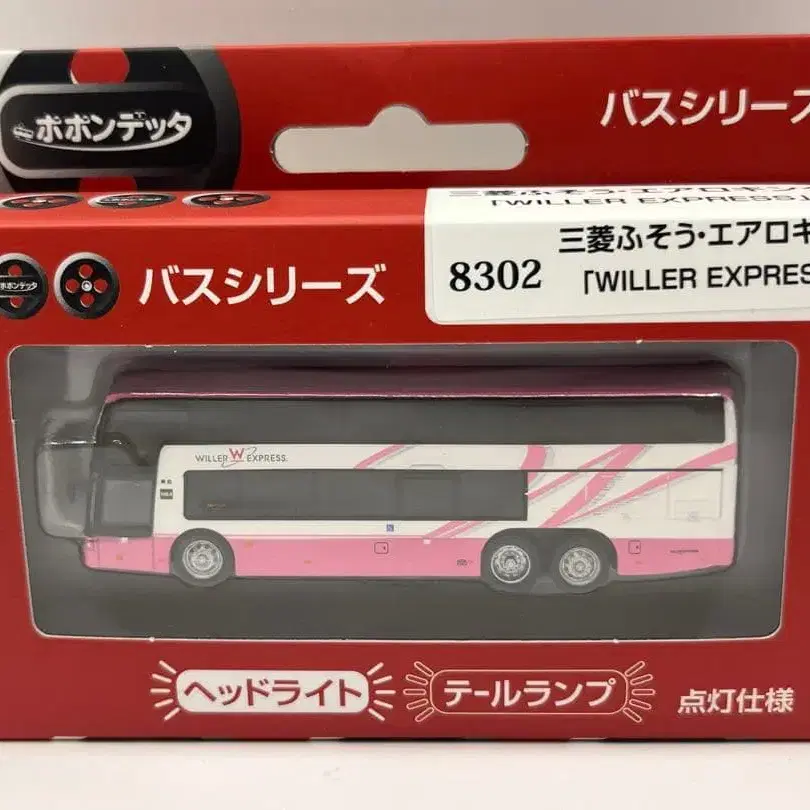 ポポンデッタ
バスシリーズ
三菱ふそう・エアロキン
「WILLER EXPRESS」
三菱ふそう・エアロキ
8302
「WILLER EXPRES
ポポンデッタ
バスシリーズ
WILLER W EXPRESS
ヘッドライト
テールランプ
点灯仕様